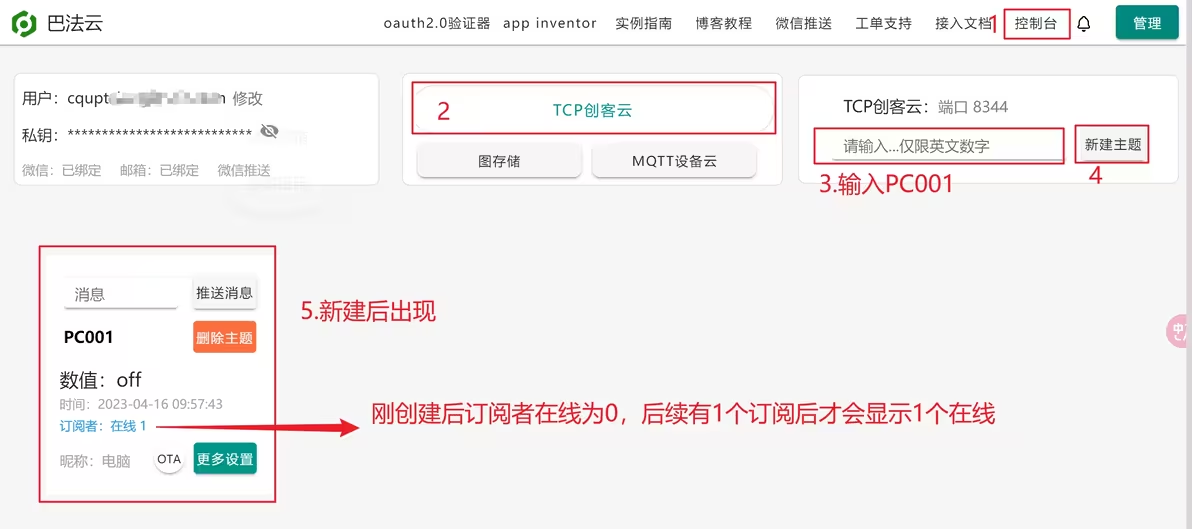 巴法云
oauth2.0验证器 app inventor 实例指南 博客教程 微信推送 工单支持 接入文档 1 控制台 管理
用户：cqupt 修改
私钥：***************************
微信：已绑定 邮箱：已绑定 微信推送
2 TCP创客云
图存储 MQTT设备云
TCP创客云：端口 8344
请输入...仅限英文数字 新建主题
3.输入PC001 4
消息 推送消息
5.新建后出现
PC001 删除主题
数值：off
时间：2023-04-16 09:57:43
订阅者：在线 1
刚创建后订阅者在线为0，后续有1个订阅后才会显示1个在线
昵称：电脑 OTA 更多设置